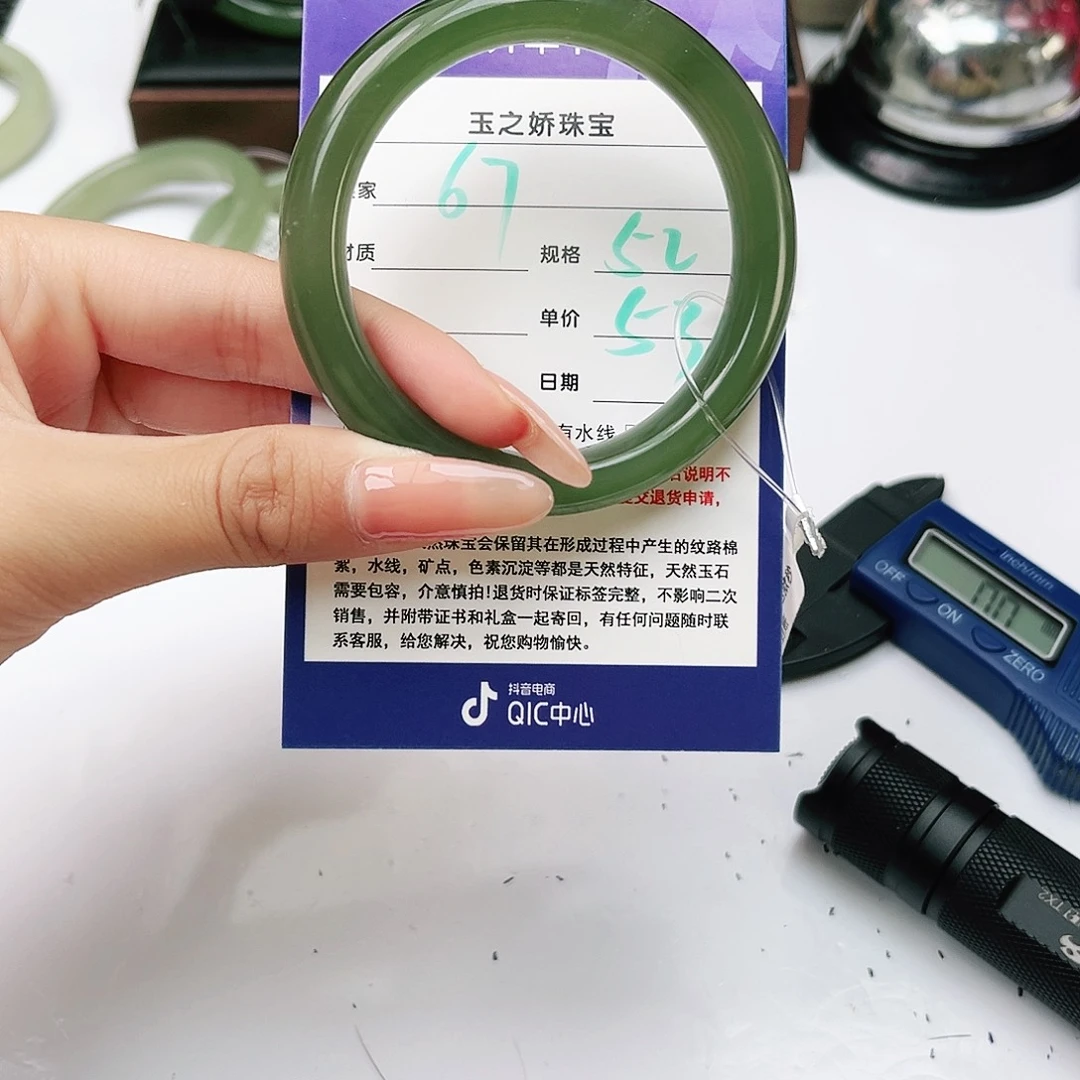 玉之娇珠宝
家 67
材质 规格 52
单价 53
日期
有水线
说明不
交退货申请,
然珠宝会保留其在形成过程中产生的纹路棉
絮，水线，矿点，色素沉淀等都是天然特征，天然玉石
需要包容，介意慎拍!退货时保证标签完整，不影响二次
销售，并附带证书和礼盒一起寄回，有任何问题随时联
系客服，给您解决，祝您购物愉快。
抖音电商
QIC中心
inch/mm
OFF
ON
ZERO
TX2